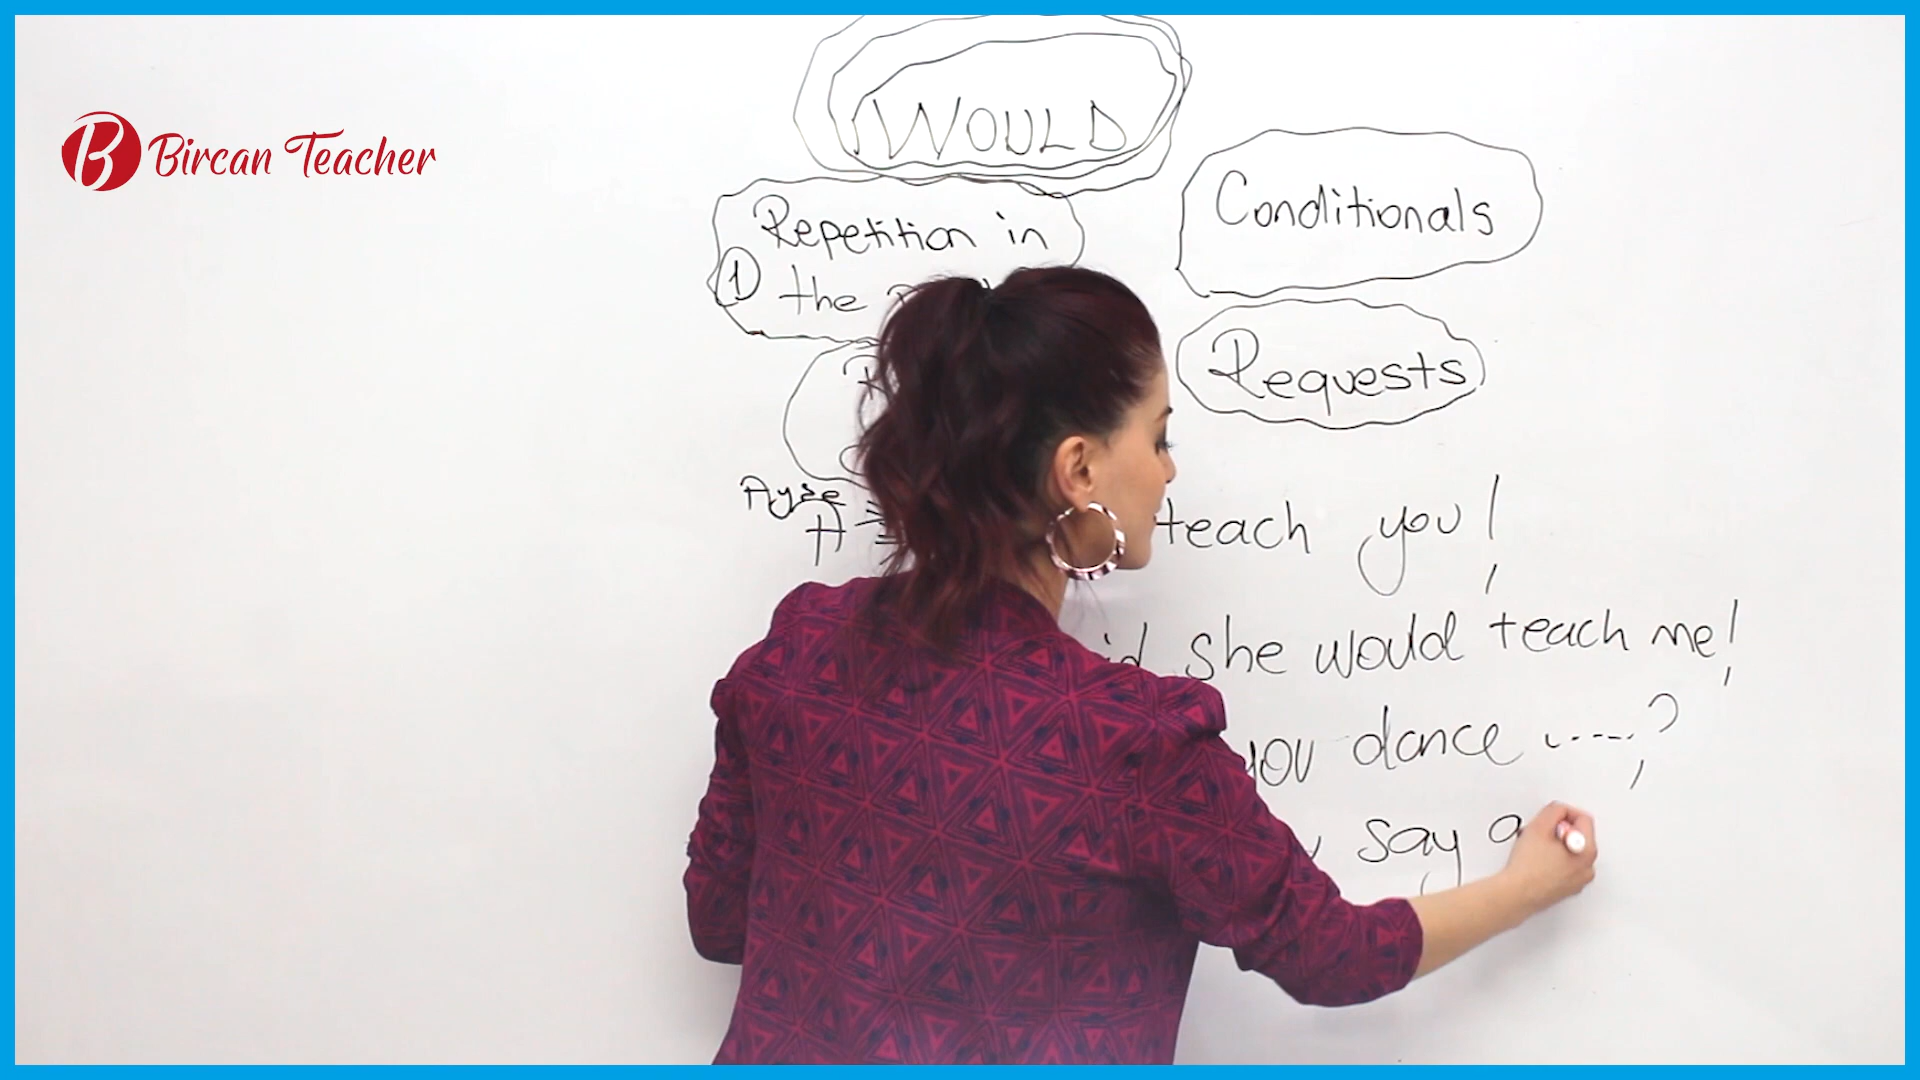 B Bircan Teacher
WOULD
Repetition in
① the
Conditionals
Requests
Ayşe
teach you!
she would teach me!
you dance .....?
say a